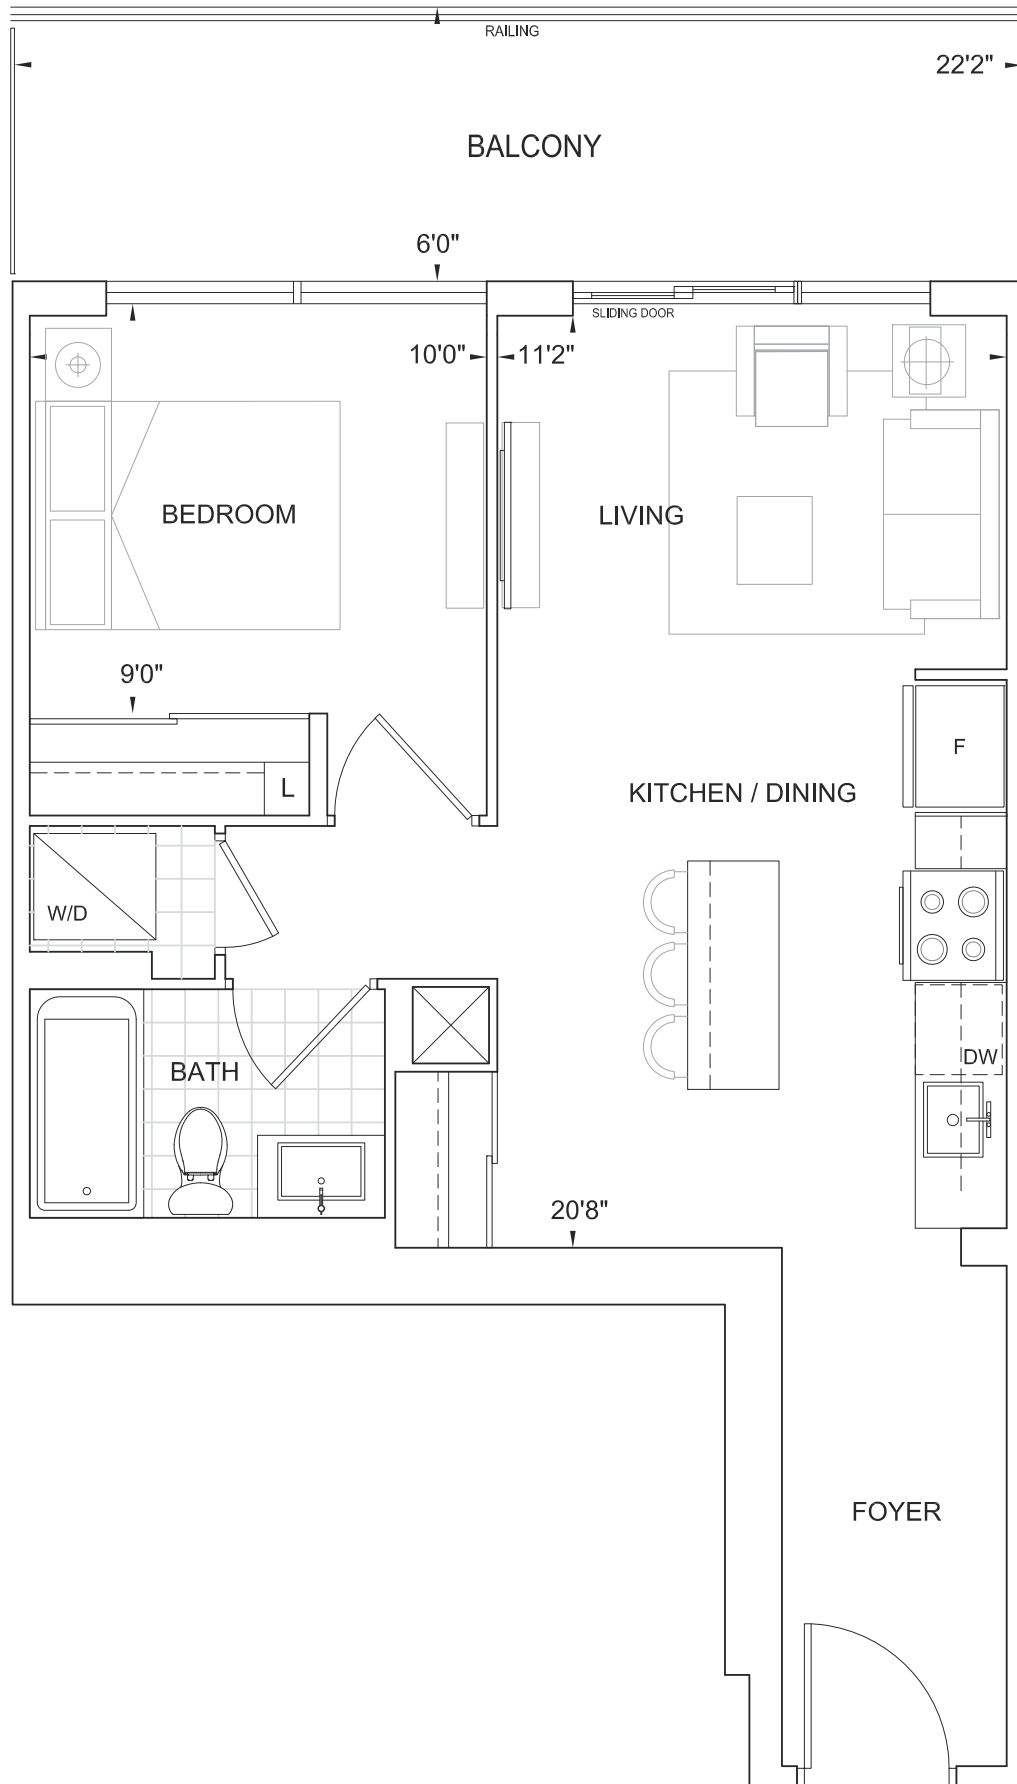 RAILING
22'2"
BALCONY
6'0"
SLIDING DOOR
10'0"
11'2"
BEDROOM
LIVING
9'0"
F
L
KITCHEN / DINING
W/D
DW
BATH
20'8"
FOYER